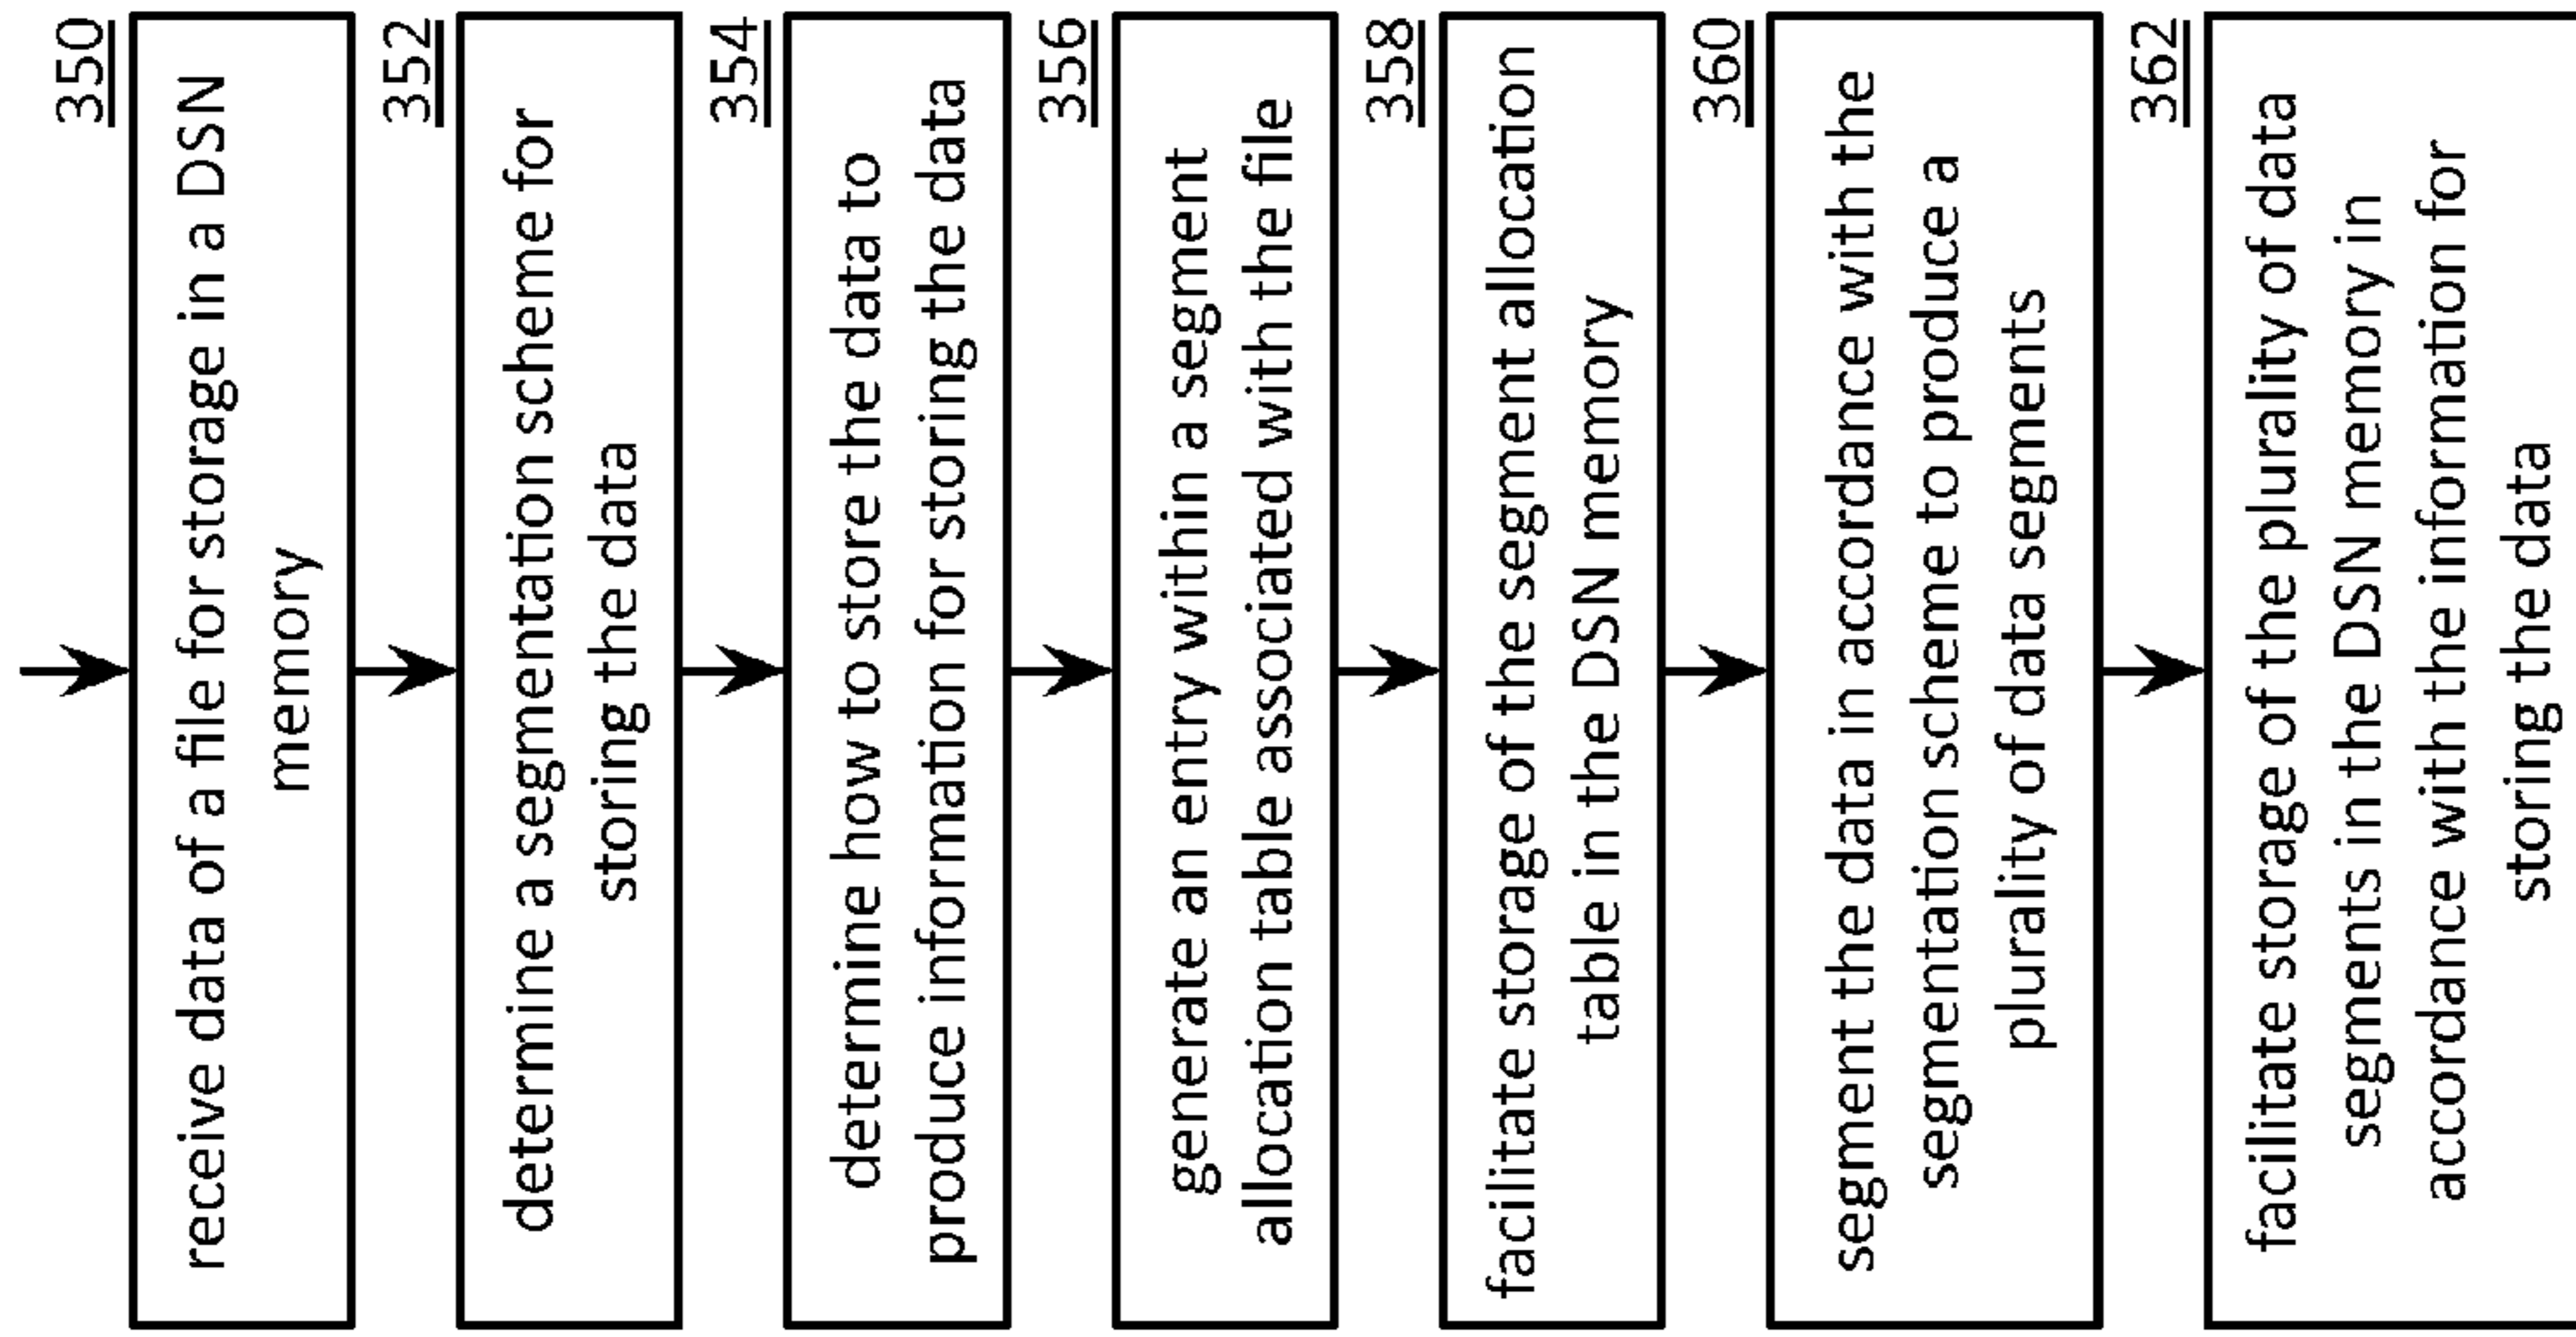 350
receive data of a file for storage in a DSN
memory
352
determine a segmentation scheme for
storing the data
354
determine how to store the data to
produce information for storing the data
356
generate an entry within a segment
allocation table associated with the file
358
facilitate storage of the segment allocation
table in the DSN memory
360
segment the data in accordance with the
segmentation scheme to produce a
plurality of data segments
362
facilitate storage of the plurality of data
segments in the DSN memory in
accordance with the information for
storing the data